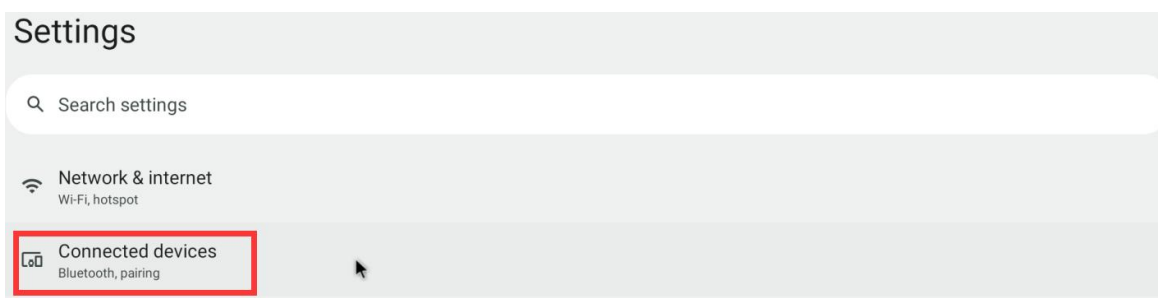 Settings
Search settings
Network & internet
Wi-Fi, hotspot
Connected devices
Bluetooth, pairing